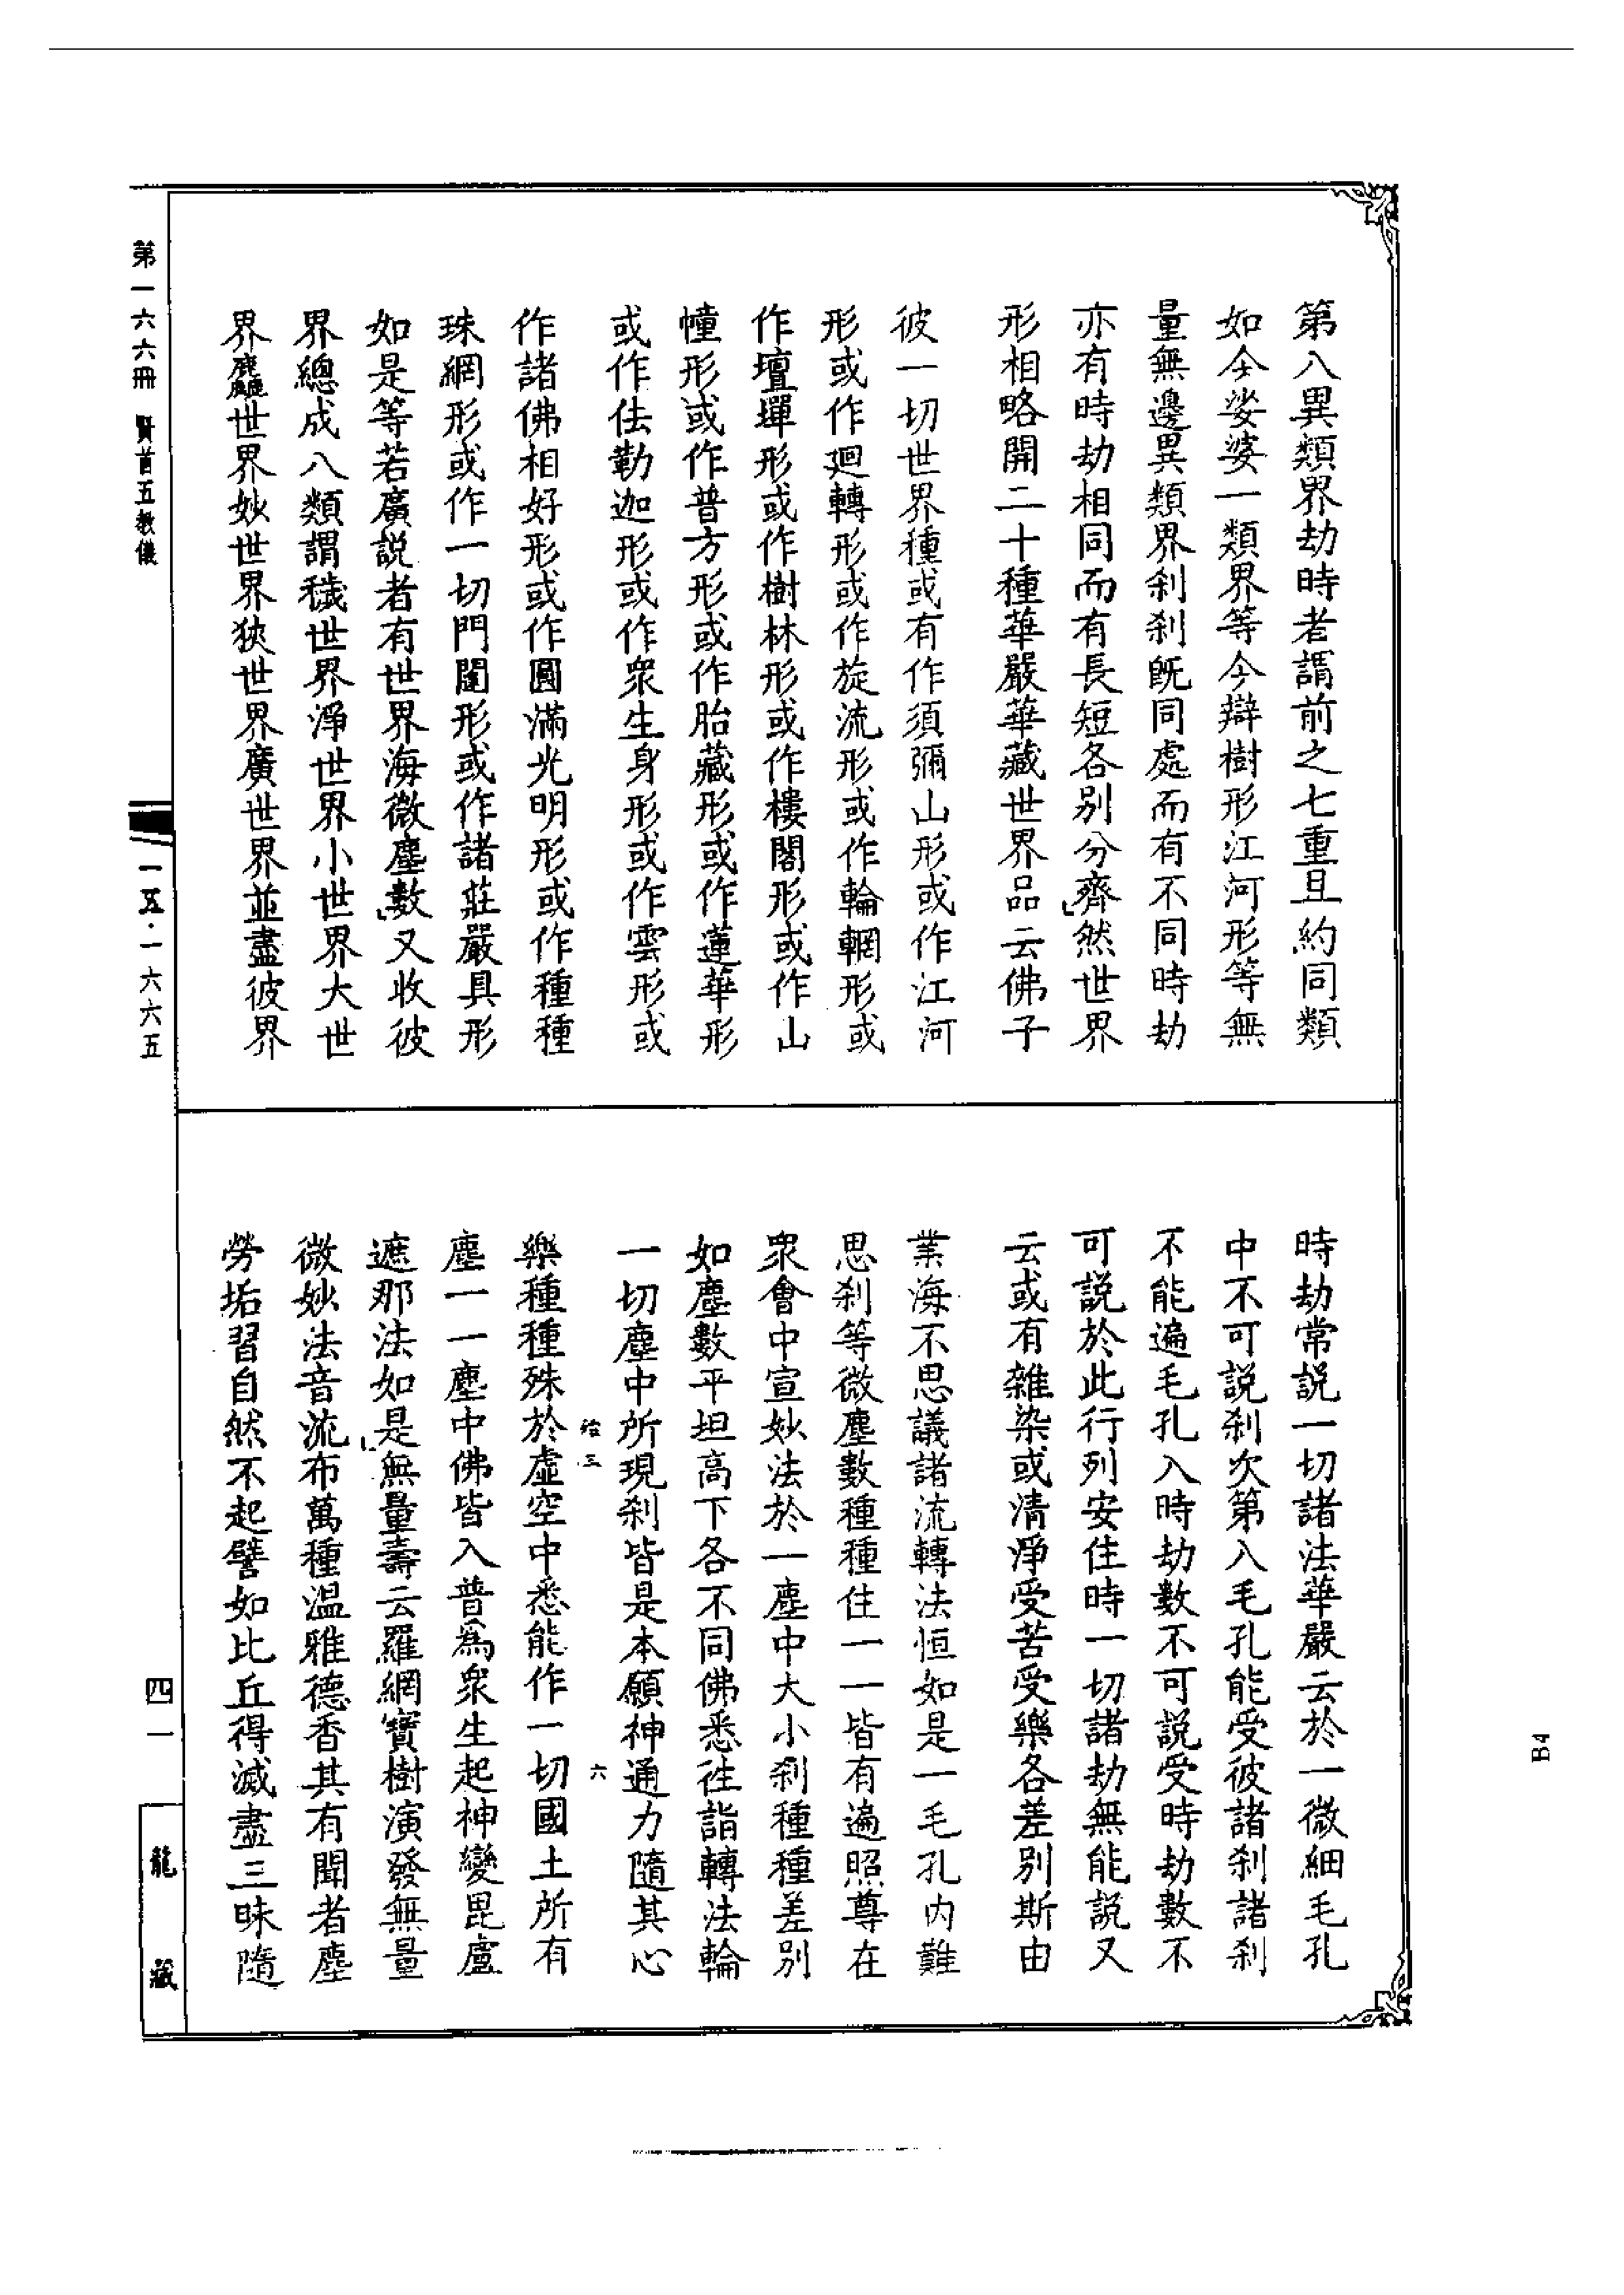 第八異類界劫時者謂前之七重且約同類
如今娑婆一類界等今辯樹形江河形等無
量無邊異類界刹刹旣同處而有不同時劫
亦有時劫相同而有長短各別分齊然世界
形相略開二十種華嚴華藏世界品云佛子
彼一切世界種或有作須彌山形或作江河
形或作廻轉形或作旋流形或作輪輞形或
作壇墠形或作樹林形或作樓閣形或作山
幢形或作普方形或作胎藏形或作蓮華形
或作佉勒迦形或作衆生身形或作雲形或
作諸佛相好形或作圓滿光明形或作種種
珠網形或作一切門闥形或作諸莊嚴具形
如是等若廣説者有世界海微塵數又收彼
界總成八類謂穢世界淨世界小世界大世
界麤世界妙世界狹世界廣世界並盡彼界
時劫常説一切諸法華嚴云於一微細毛孔
中不可説刹次第入毛孔能受彼諸刹諸刹
不能遍毛孔入時劫數不可説受時劫數不
可説於此行列安住時一切諸劫無能説又
云或有雜染或清淨受苦受樂各差別斯由
業海不思議諸流轉法恒如是一毛孔內難
思刹等微塵數種種住一一皆有遍照尊在
衆會中宣妙法於一塵中大小刹種種差別
如塵數平坦高下各不同佛悉往詣轉法輪
一切塵中所現刹皆是本願神通力隨其心
治三 六
樂種種殊於虛空中悉能作一切國土所有
塵一一塵中佛皆入普爲衆生起神變毘盧
遮那法如是無量壽云羅網寶樹演發無量
微妙法音流布萬種温雅德香其有聞者塵
勞垢習自然不起譬如比丘得滅盡三昧隨
第一六六冊 賢首五教儀
一五·一六六五
四一
龍藏
B4